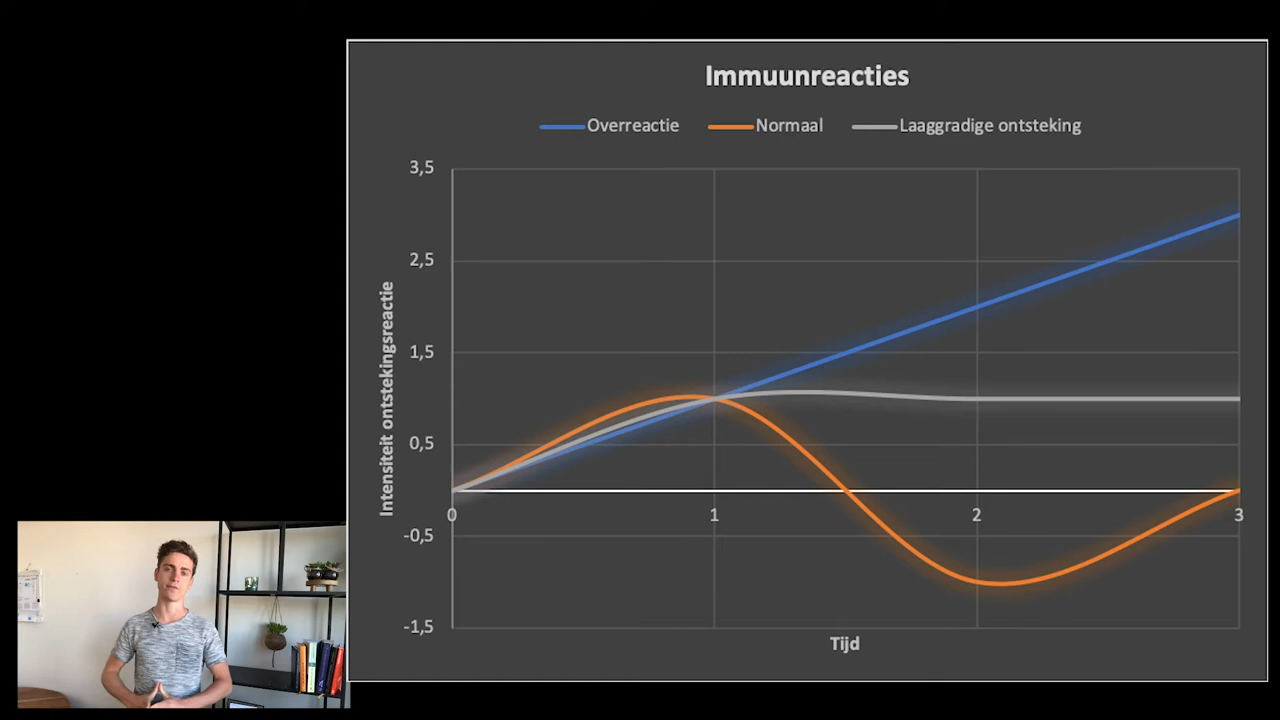 Immuunreacties
Overreactie Normaal Laaggradige ontsteking
3,5
2,5
1,5
0,5
-0,5
-1,5
Intensiteit ontstekingsreactie
0 1 2 3
Tijd